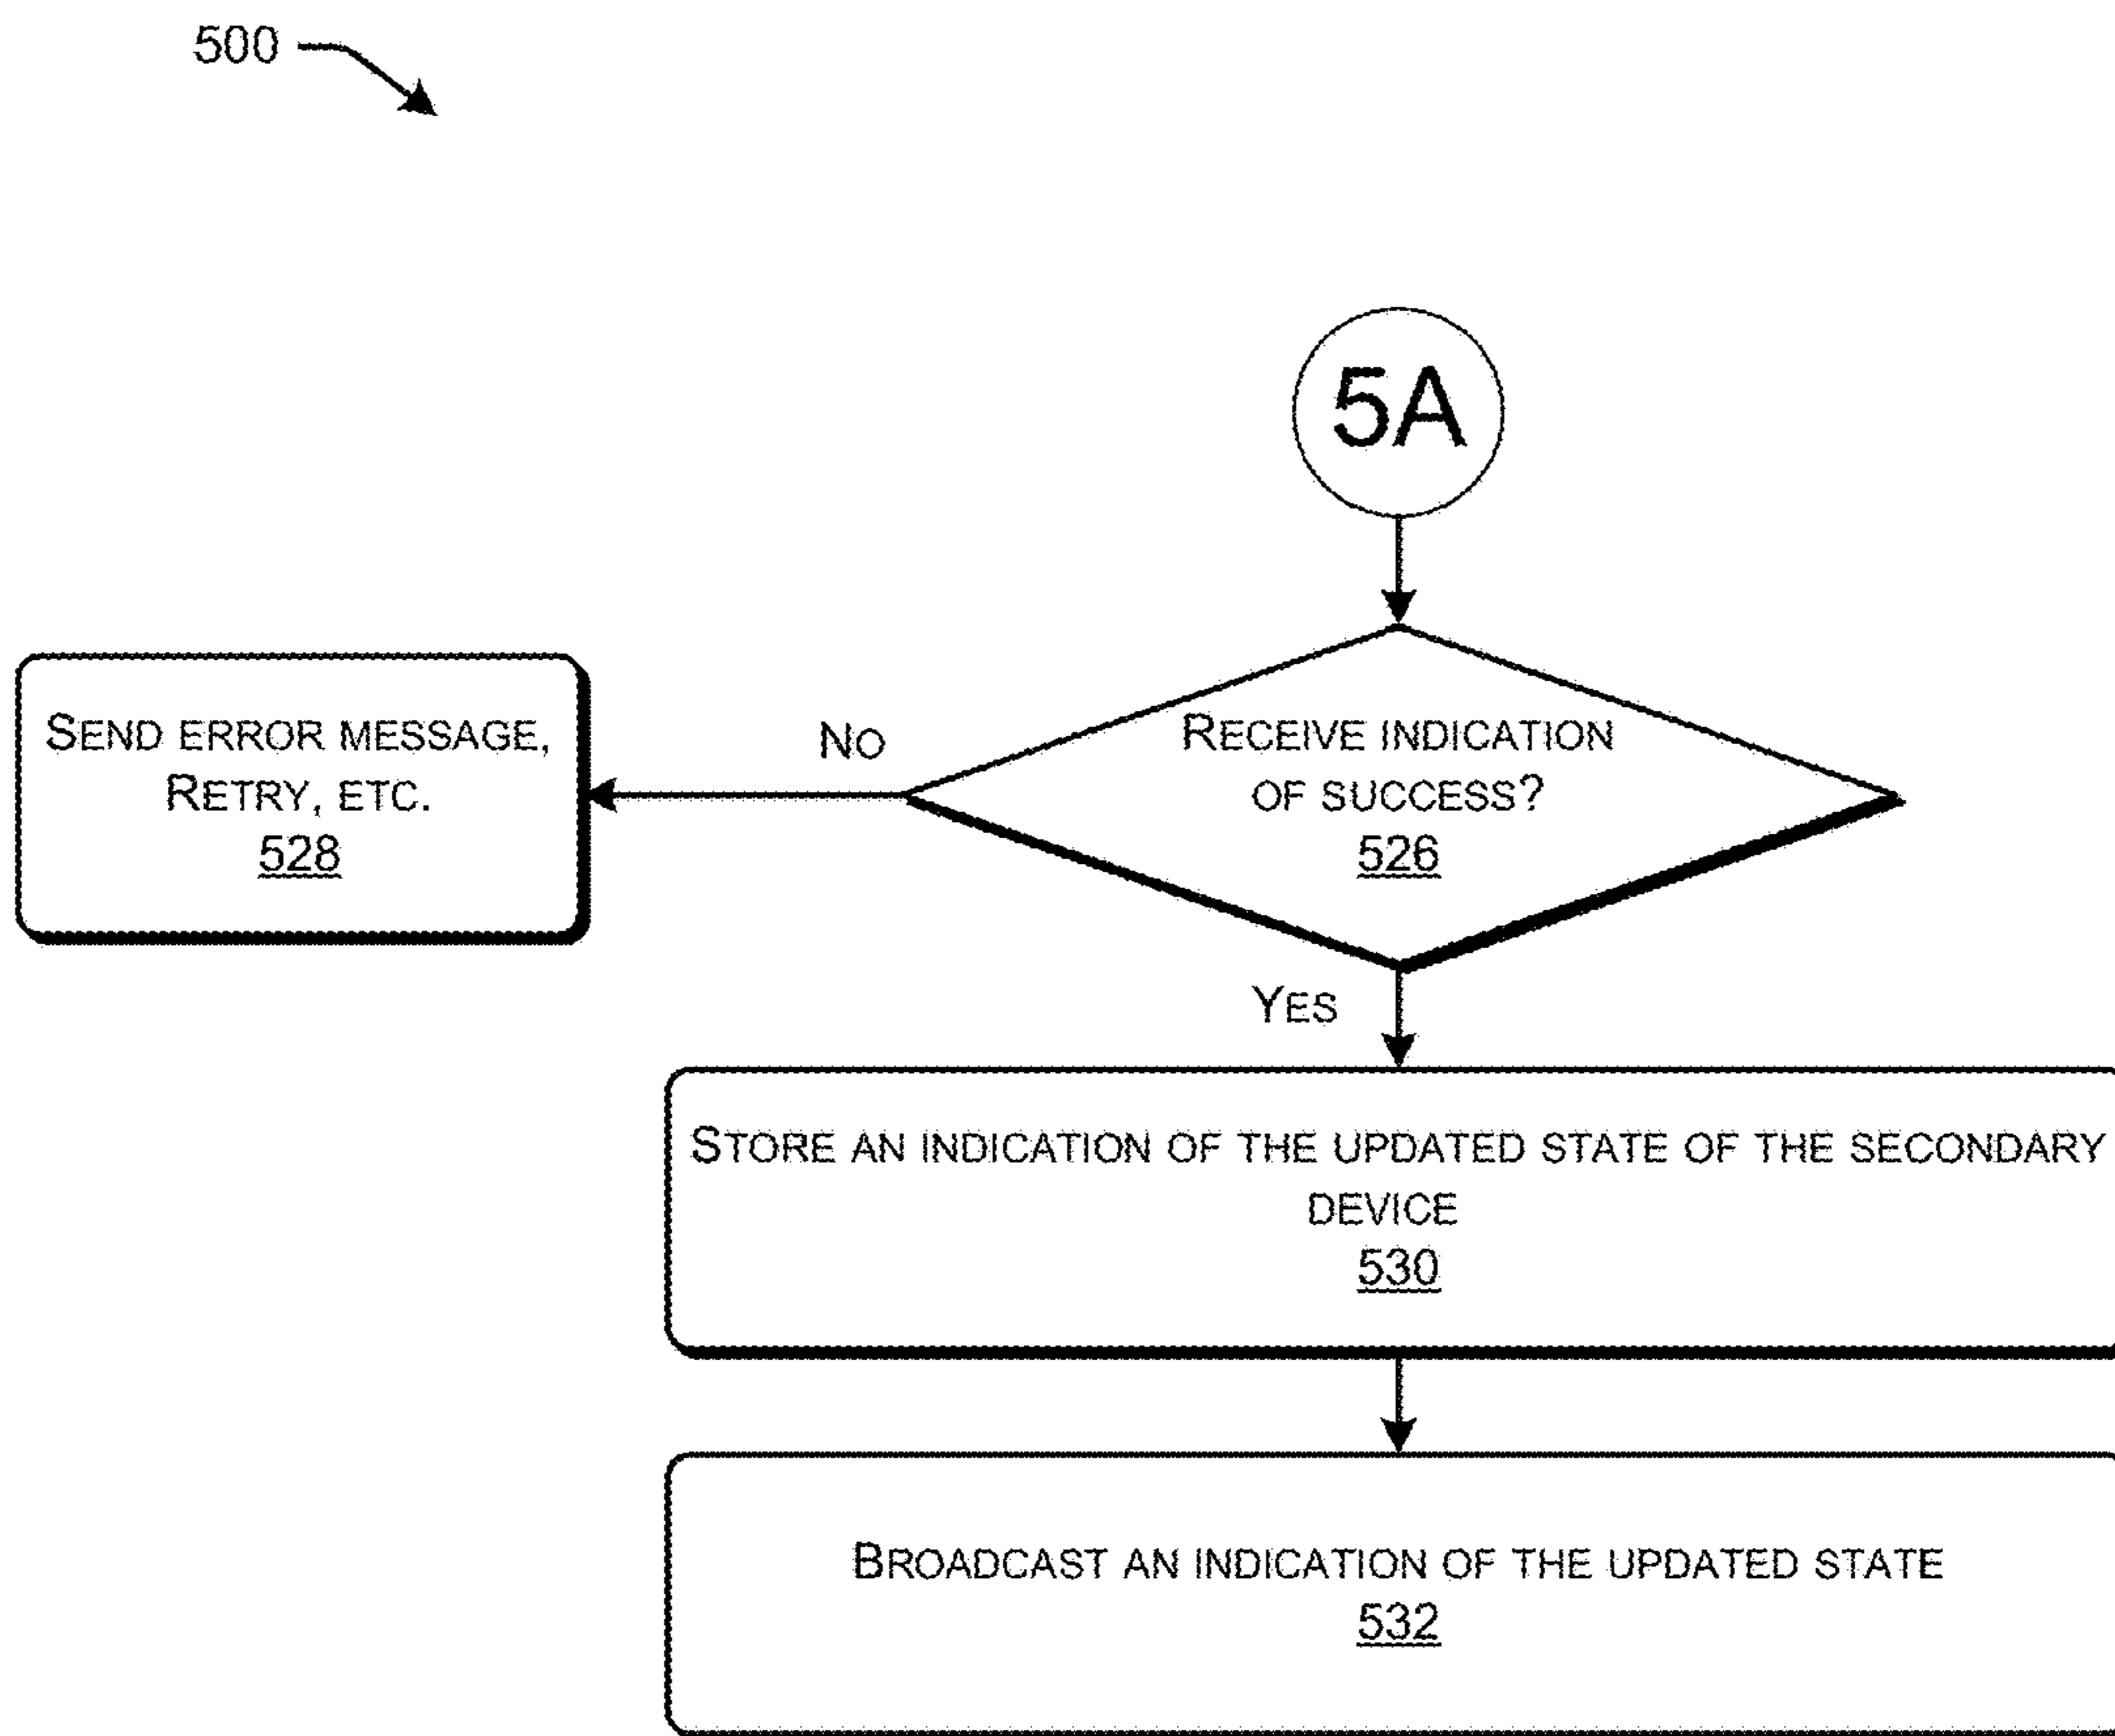 500
5A
RECEIVE INDICATION
OF SUCCESS?
526
NO
SEND ERROR MESSAGE,
RETRY, ETC.
528
YES
STORE AN INDICATION OF THE UPDATED STATE OF THE SECONDARY
DEVICE
530
BROADCAST AN INDICATION OF THE UPDATED STATE
532